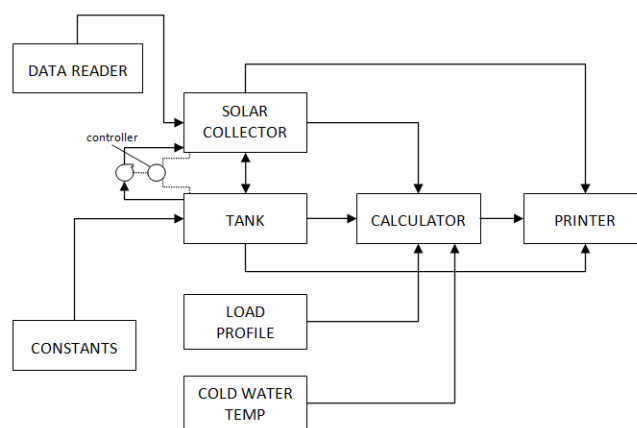 DATA READER
SOLAR
COLLECTOR
controller
TANK
CALCULATOR
PRINTER
LOAD
PROFILE
CONSTANTS
COLD WATER
TEMP